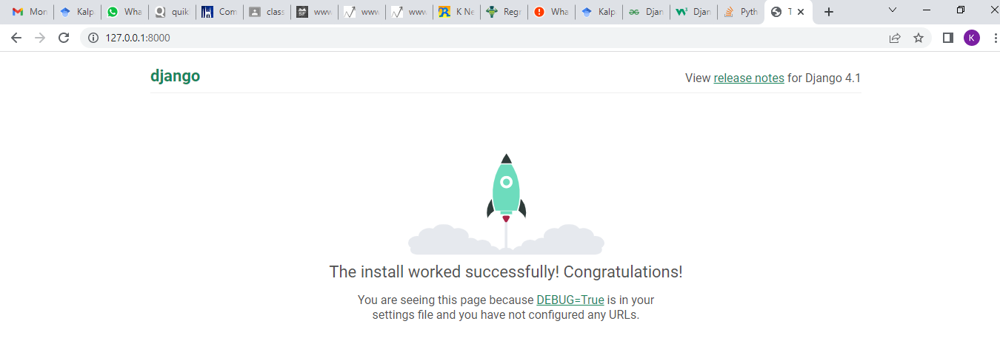 Mon Kalp Wha quik Com class www www www K Ne Regr Wha Kalp Djan Djan Pyth T
127.0.0.1:8000
K
django
View release notes for Django 4.1
The install worked successfully! Congratulations!
You are seeing this page because DEBUG=True is in your
settings file and you have not configured any URLs.